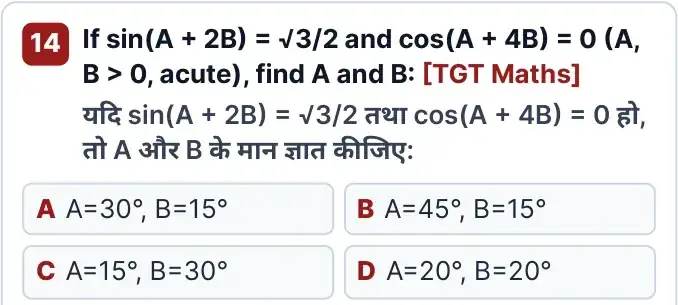 14 If sin(A + 2B) = √3/2 and cos(A + 4B) = 0 (A,
B > 0, acute), find A and B: [TGT Maths]
यदि sin(A + 2B) = √3/2 तथा cos(A + 4B) = 0 हो,
तो A और B के मान ज्ञात कीजिए:
A A=30°, B=15°
B A=45°, B=15°
C A=15°, B=30°
D A=20°, B=20°